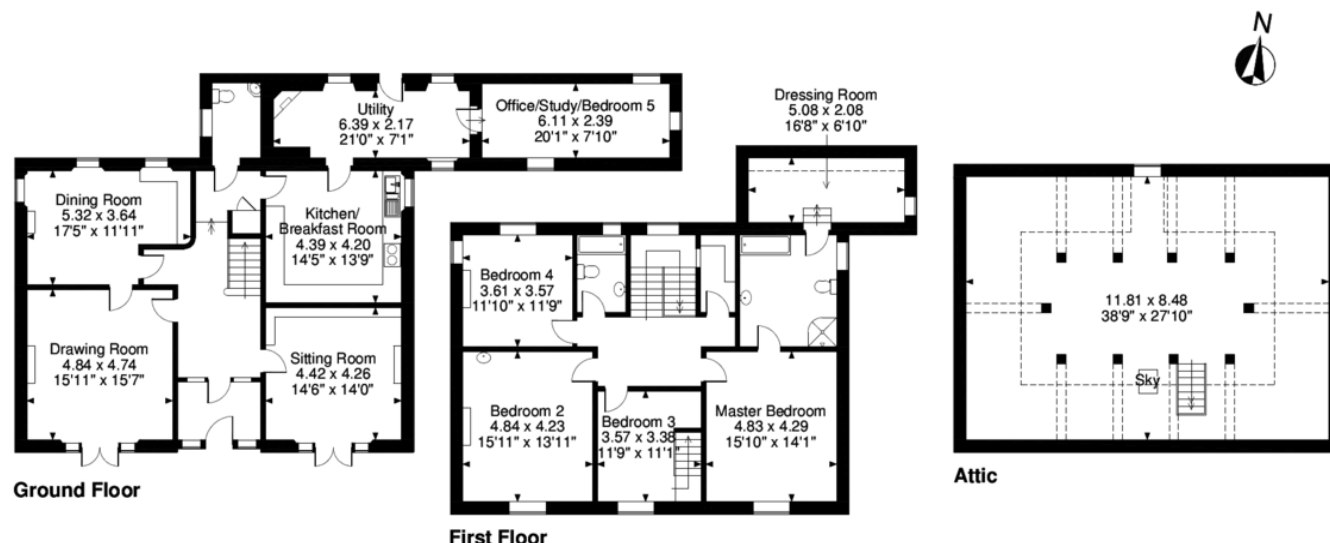 N
Dressing Room
5.08 x 2.08
16'8" x 6'10"
Utility
6.39 x 2.17
21'0" x 7'1"
Office/Study/Bedroom 5
6.11 x 2.39
20'1" x 7'10"
Dining Room
5.32 x 3.64
17'5" x 11'11"
Kitchen/
Breakfast Room
4.39 x 4.20
14'5" x 13'9"
Drawing Room
4.84 x 4.74
15'11" x 15'7"
Sitting Room
4.42 x 4.26
14'6" x 14'0"
Ground Floor
Bedroom 4
3.61 x 3.57
11'10" x 11'9"
Bedroom 2
4.84 x 4.23
15'11" x 13'11"
Bedroom 3
3.57 x 3.38
11'9" x 11'1"
Master Bedroom
4.83 x 4.29
15'10" x 14'1"
First Floor
11.81 x 8.48
38'9" x 27'10"
Sky
Attic